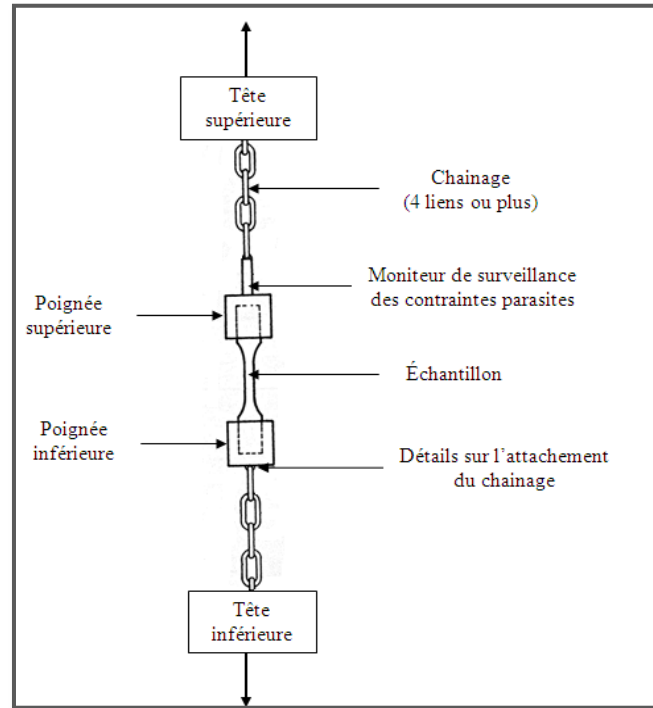 Tête
supérieure
Chainage
(4 liens ou plus)
Moniteur de surveillance
des contraintes parasites
Poignée
supérieure
Échantillon
Poignée
inférieure
Détails sur l'attachement
du chainage
Tête
inférieure